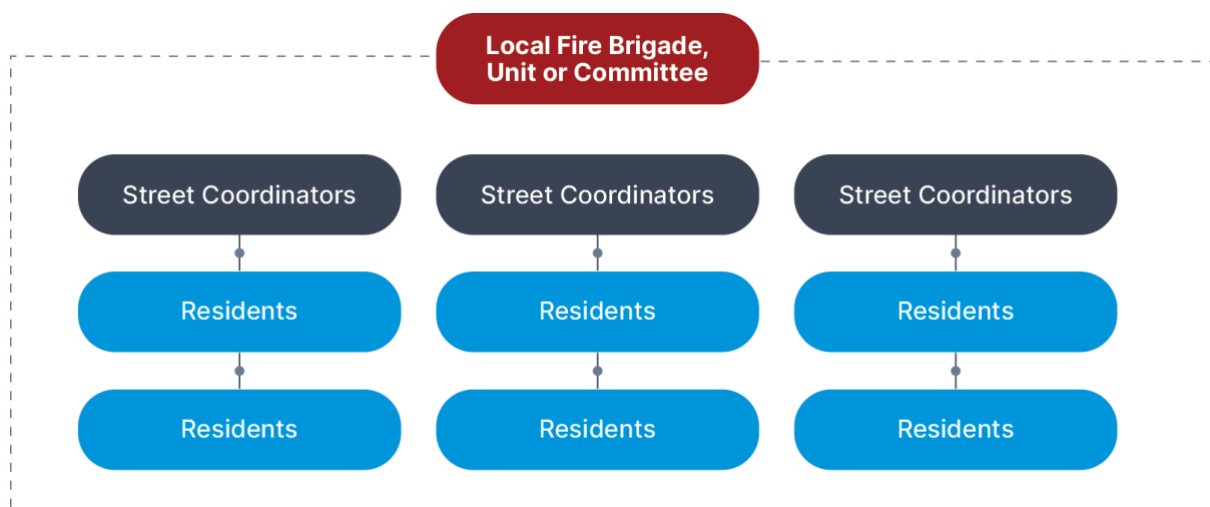 Local Fire Brigade,
Unit or Committee
Street Coordinators
Street Coordinators
Street Coordinators
Residents
Residents
Residents
Residents
Residents
Residents